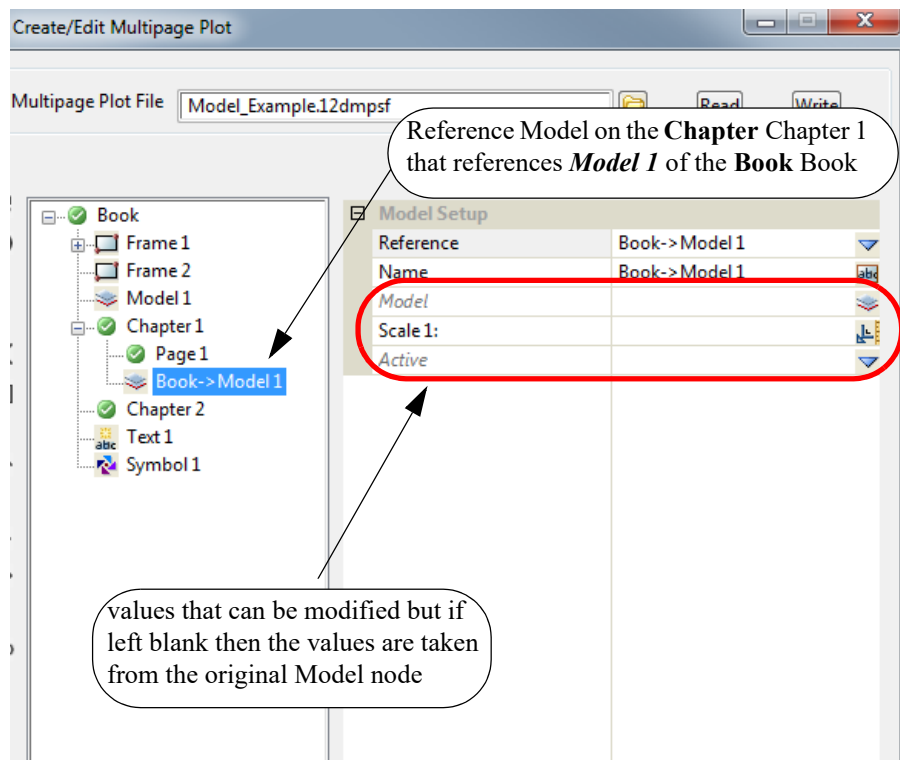 Create/Edit Multipage Plot
Multipage Plot File
Model_Example.12dmpsf
Read
Write
Reference Model on the Chapter Chapter 1
that references Model 1 of the Book Book
Book
Frame 1
Frame 2
Model 1
Chapter 1
Page 1
Book->Model 1
Chapter 2
abc
Text 1
Symbol 1
Model Setup
Reference Book->Model 1
Name Book->Model 1 abc
Model
Scale 1:
Active
values that can be modified but if
left blank then the values are taken
from the original Model node